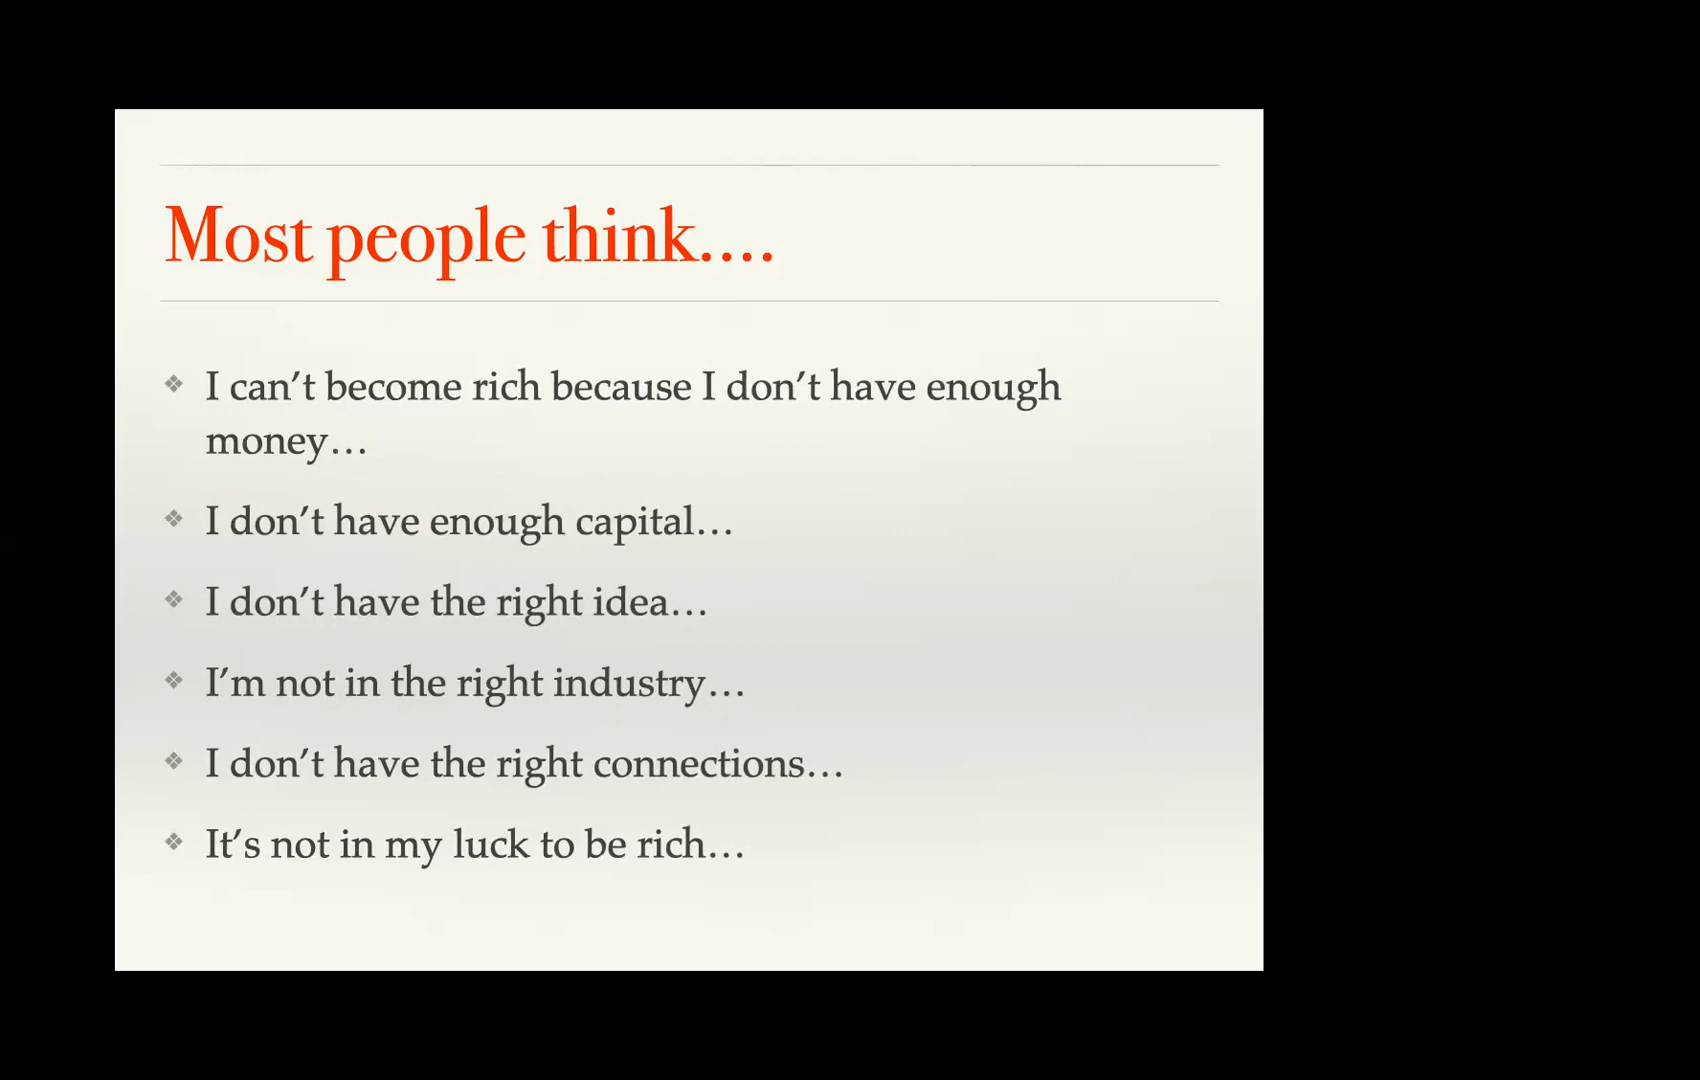 Most people think....
❖ I can’t become rich because I don’t have enough
money…
❖ I don’t have enough capital…
❖ I don’t have the right idea…
❖ I’m not in the right industry…
❖ I don’t have the right connections…
❖ It’s not in my luck to be rich…